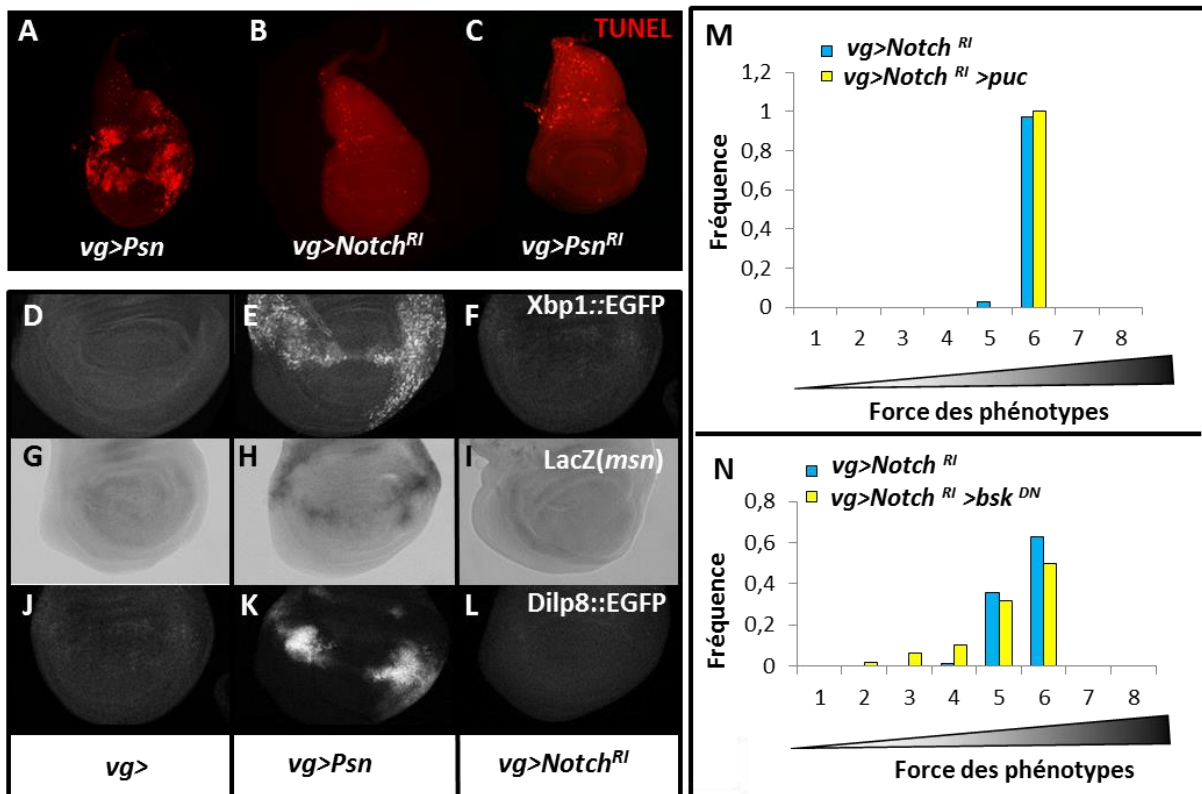 A B C TUNEL
vg>Psn vg>Notch RI vg>Psn RI
D E F Xbp1::EGFP
G H I LacZ(msn)
J K L Dilp8::EGFP
vg> vg>Psn vg>Notch RI
M
vg>Notch RI
vg>Notch RI >puc
Fréquence
1,2
1
0,8
0,6
0,4
0,2
0
1 2 3 4 5 6 7 8
Force des phénotypes
N
vg>Notch RI
vg>Notch RI >bsk DN
Fréquence
0,8
0,6
0,4
0,2
0
1 2 3 4 5 6 7 8
Force des phénotypes